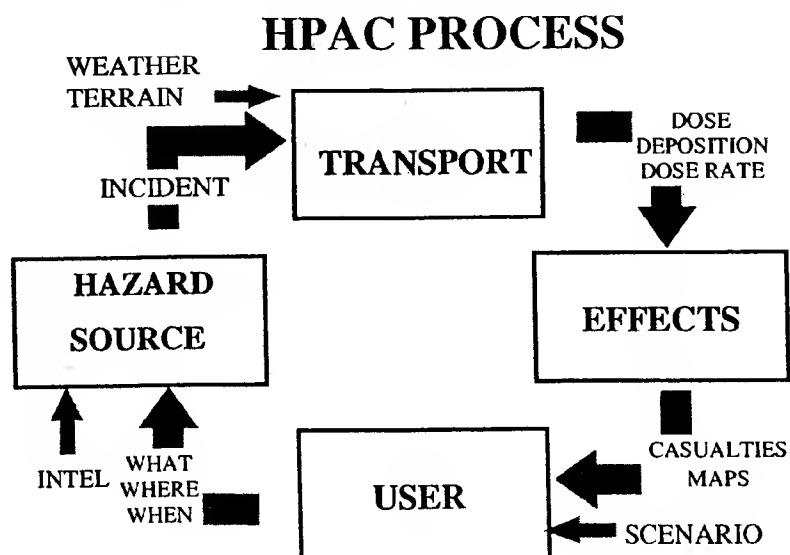 HPAC PROCESS
WEATHER
TERRAIN
TRANSPORT
DOSE
DEPOSITION
DOSE RATE
INCIDENT
HAZARD
SOURCE
EFFECTS
INTEL
WHAT
WHERE
WHEN
USER
CASUALTIES
MAPS
SCENARIO